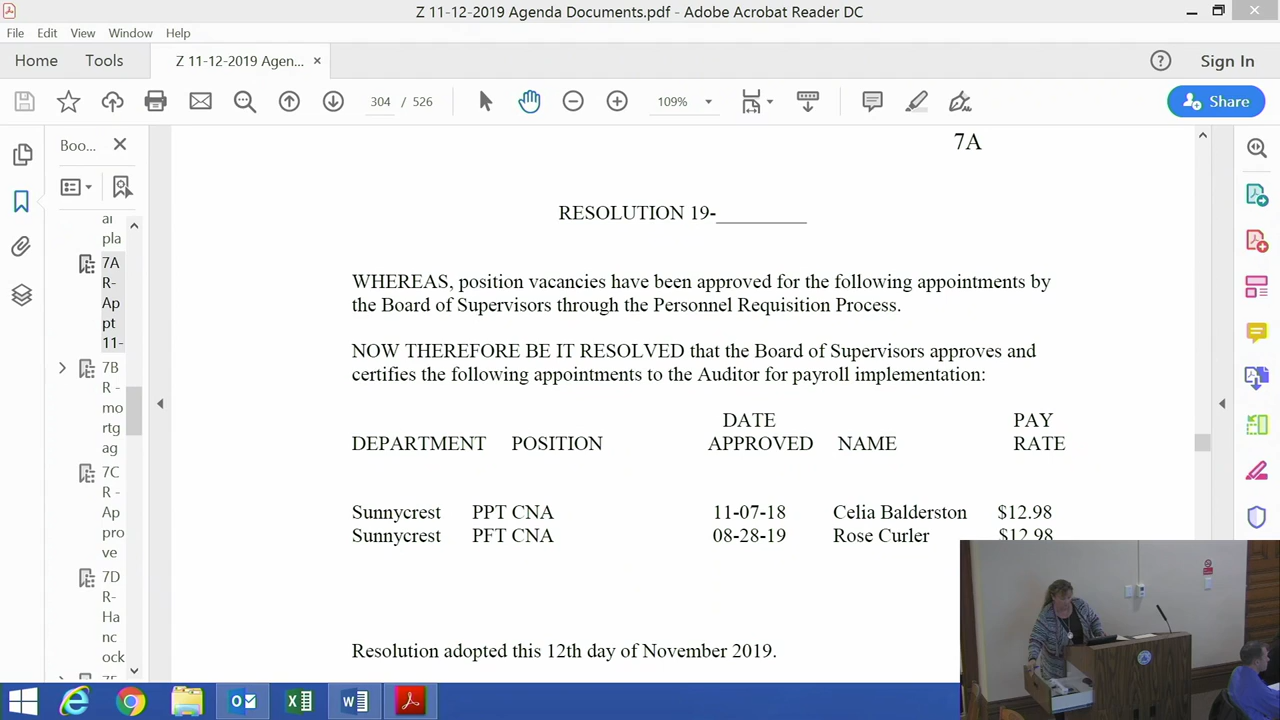 Z 11-12-2019 Agenda Documents.pdf - Adobe Acrobat Reader DC
File Edit View Window Help
Home Tools Z 11-12-2019 Agen... × Sign In
304 / 526 109% Share
Boo...
al
pla
7A
R-
Ap
pt
11-
7B
R -
mo
rtg
ag
7C
R -
Ap
pro
ve
7D
R-
Ha
nc
ock
7A
RESOLUTION 19-_________
WHEREAS, position vacancies have been approved for the following appointments by
the Board of Supervisors through the Personnel Requisition Process.
NOW THEREFORE BE IT RESOLVED that the Board of Supervisors approves and
certifies the following appointments to the Auditor for payroll implementation:
DATE PAY
DEPARTMENT POSITION APPROVED NAME RATE
Sunnycrest PPT CNA 11-07-18 Celia Balderston $12.98
Sunnycrest PFT CNA 08-28-19 Rose Curler $12.98
Resolution adopted this 12th day of November 2019.